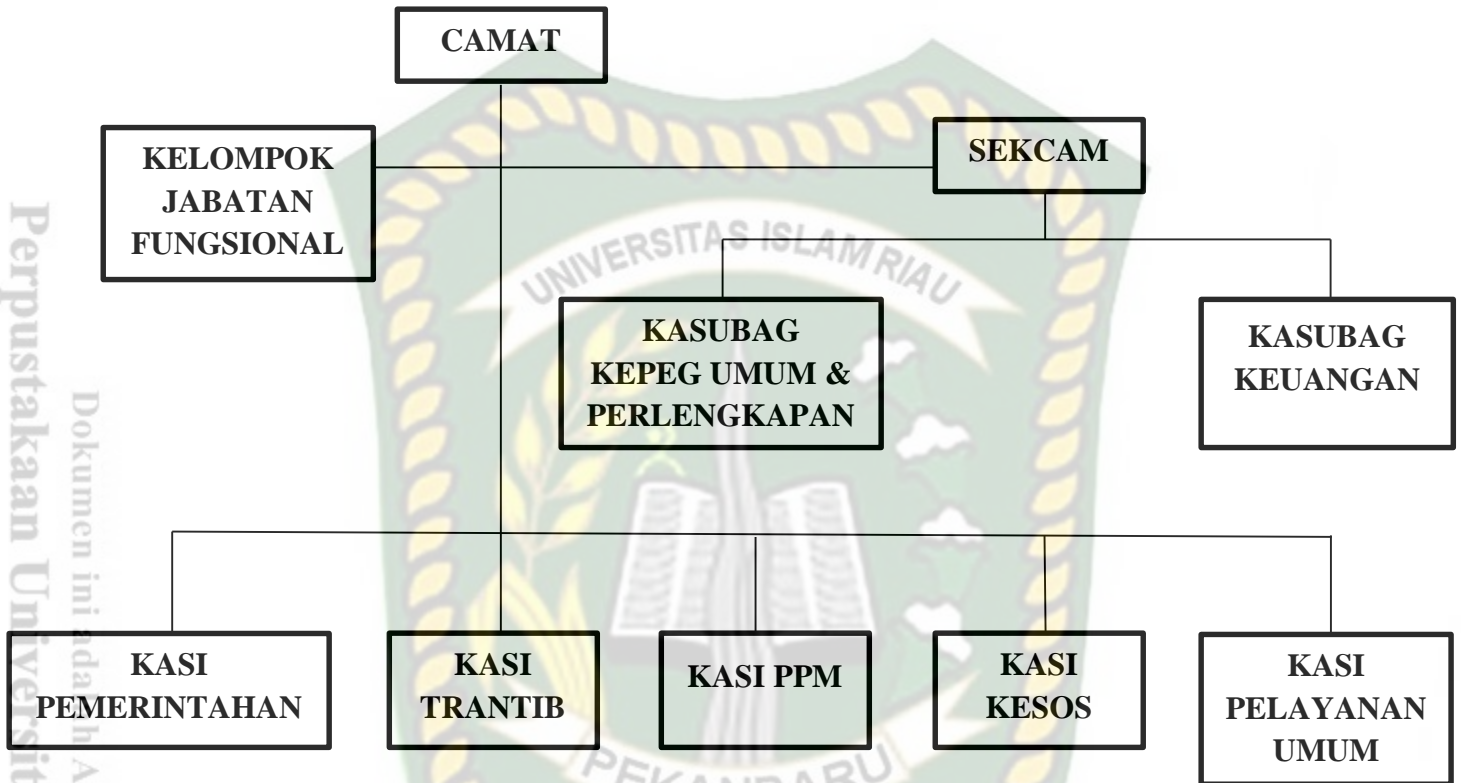 CAMAT
KELOMPOK
JABATAN
FUNGSIONAL
SEKCAM
UNIVERSITAS ISLAM RIAU
KASUBAG
KEPEG UMUM &
PERLENGKAPAN
KASUBAG
KEUANGAN
KASI
PEMERINTAHAN
KASI
TRANTIB
KASI PPM
KASI
KESOS
KASI
PELAYANAN
UMUM
PEKANBARU
Perpustakaan Universit
Dokumen ini adalah A